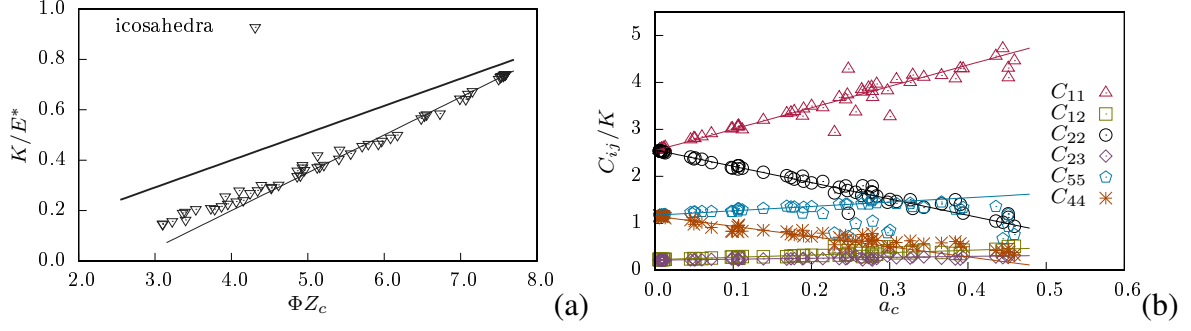 icosahedra
K/E*
1.0
0.8
0.6
0.4
0.2
0.0
2.0 3.0 4.0 5.0 6.0 7.0 8.0
ΦZ_c
(a)
C_ij/K
5
4
3
2
1
0
C_11
C_12
C_22
C_23
C_55
C_44
0.0 0.1 0.2 0.3 0.4 0.5 0.6
a_c
(b)